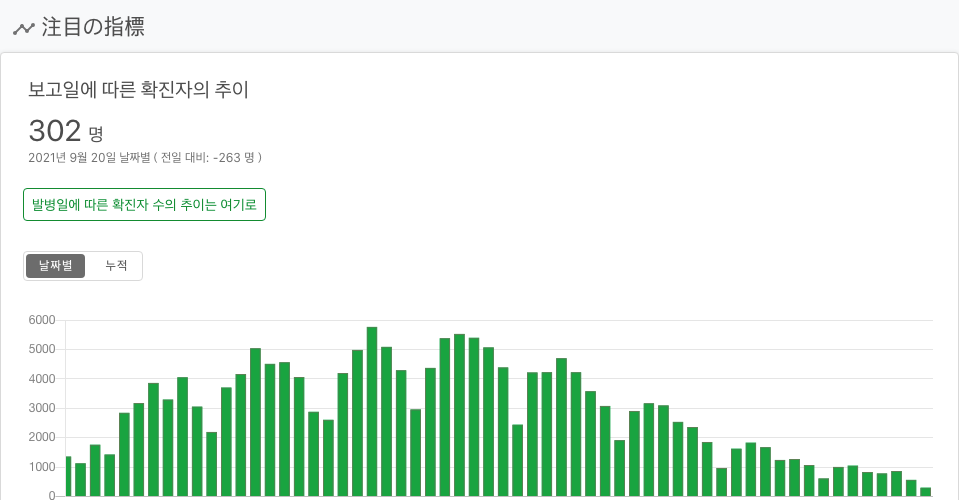 注目の指標
보고일에 따른 확진자의 추이
302 명
2021년 9월 20일 날짜별 ( 전일 대비: -263 명 )
발병일에 따른 확진자 수의 추이는 여기로
날짜별 누적
6000
5000
4000
3000
2000
1000
0